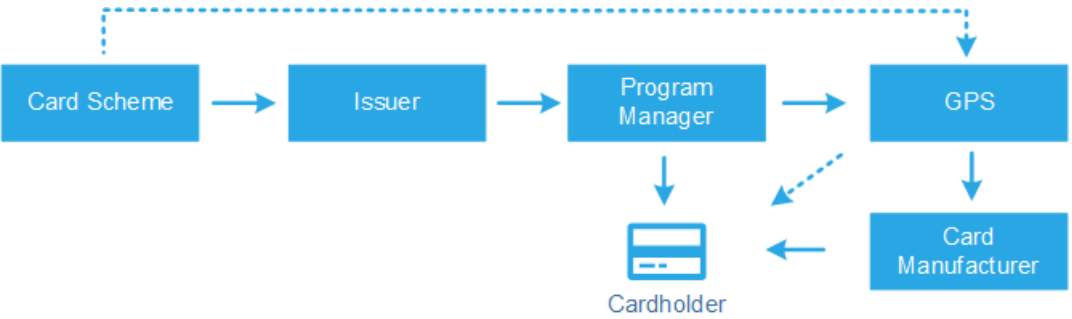 Card Scheme
Issuer
Program
Manager
GPS
Card
Manufacturer
Cardholder